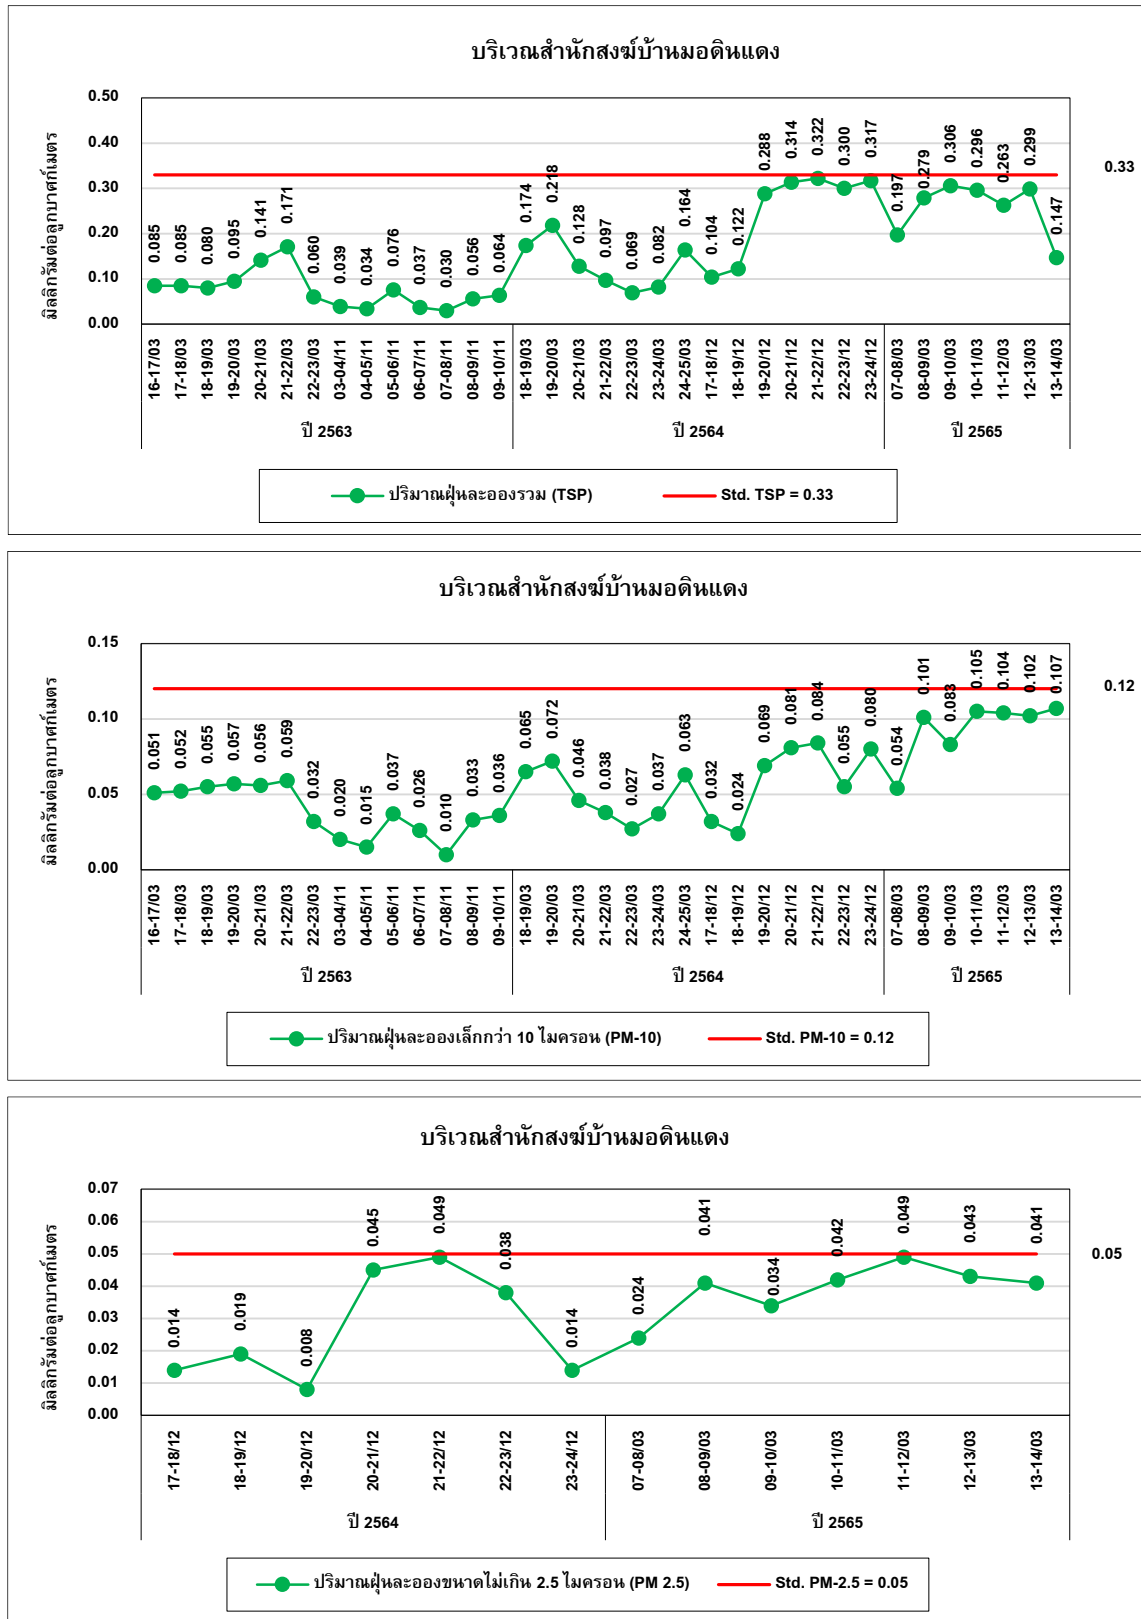 บริเวณสำนักสงฆ์บ้านมอดินแดง
มิลลิกรัมต่อลูกบาศก์เมตร
0.50
0.40
0.30
0.20
0.10
0.00
0.085 0.085 0.080 0.095 0.141 0.171 0.060 0.039 0.034 0.076 0.037 0.030 0.056 0.064 0.174 0.218 0.128 0.097 0.069 0.082 0.164 0.104 0.122 0.288 0.314 0.322 0.300 0.317 0.197 0.279 0.306 0.296 0.263 0.299 0.147
0.33
16-17/03 17-18/03 18-19/03 19-20/03 20-21/03 21-22/03 22-23/03 03-04/11 04-05/11 05-06/11 06-07/11 07-08/11 08-09/11 09-10/11 18-19/03 19-20/03 20-21/03 21-22/03 22-23/03 23-24/03 24-25/03 17-18/12 18-19/12 19-20/12 20-21/12 21-22/12 22-23/12 23-24/12 07-08/03 08-09/03 09-10/03 10-11/03 11-12/03 12-13/03 13-14/03
ปี 2563 ปี 2564 ปี 2565
ปริมาณฝุ่นละอองรวม (TSP) Std. TSP = 0.33
บริเวณสำนักสงฆ์บ้านมอดินแดง
มิลลิกรัมต่อลูกบาศก์เมตร
0.15
0.10
0.05
0.00
0.051 0.052 0.055 0.057 0.056 0.059 0.032 0.020 0.015 0.037 0.026 0.010 0.033 0.036 0.065 0.072 0.046 0.038 0.027 0.037 0.063 0.032 0.024 0.069 0.081 0.084 0.055 0.080 0.054 0.101 0.083 0.105 0.104 0.102 0.107
0.12
16-17/03 17-18/03 18-19/03 19-20/03 20-21/03 21-22/03 22-23/03 03-04/11 04-05/11 05-06/11 06-07/11 07-08/11 08-09/11 09-10/11 18-19/03 19-20/03 20-21/03 21-22/03 22-23/03 23-24/03 24-25/03 17-18/12 18-19/12 19-20/12 20-21/12 21-22/12 22-23/12 23-24/12 07-08/03 08-09/03 09-10/03 10-11/03 11-12/03 12-13/03 13-14/03
ปี 2563 ปี 2564 ปี 2565
ปริมาณฝุ่นละอองเล็กกว่า 10 ไมครอน (PM-10) Std. PM-10 = 0.12
บริเวณสำนักสงฆ์บ้านมอดินแดง
มิลลิกรัมต่อลูกบาศก์เมตร
0.07
0.06
0.05
0.04
0.03
0.02
0.01
0.00
0.014 0.019 0.008 0.045 0.049 0.038 0.014 0.024 0.041 0.034 0.042 0.049 0.043 0.041
0.05
17-18/12 18-19/12 19-20/12 20-21/12 21-22/12 22-23/12 23-24/12 07-08/03 08-09/03 09-10/03 10-11/03 11-12/03 12-13/03 13-14/03
ปี 2564 ปี 2565
ปริมาณฝุ่นละอองขนาดไม่เกิน 2.5 ไมครอน (PM 2.5) Std. PM-2.5 = 0.05